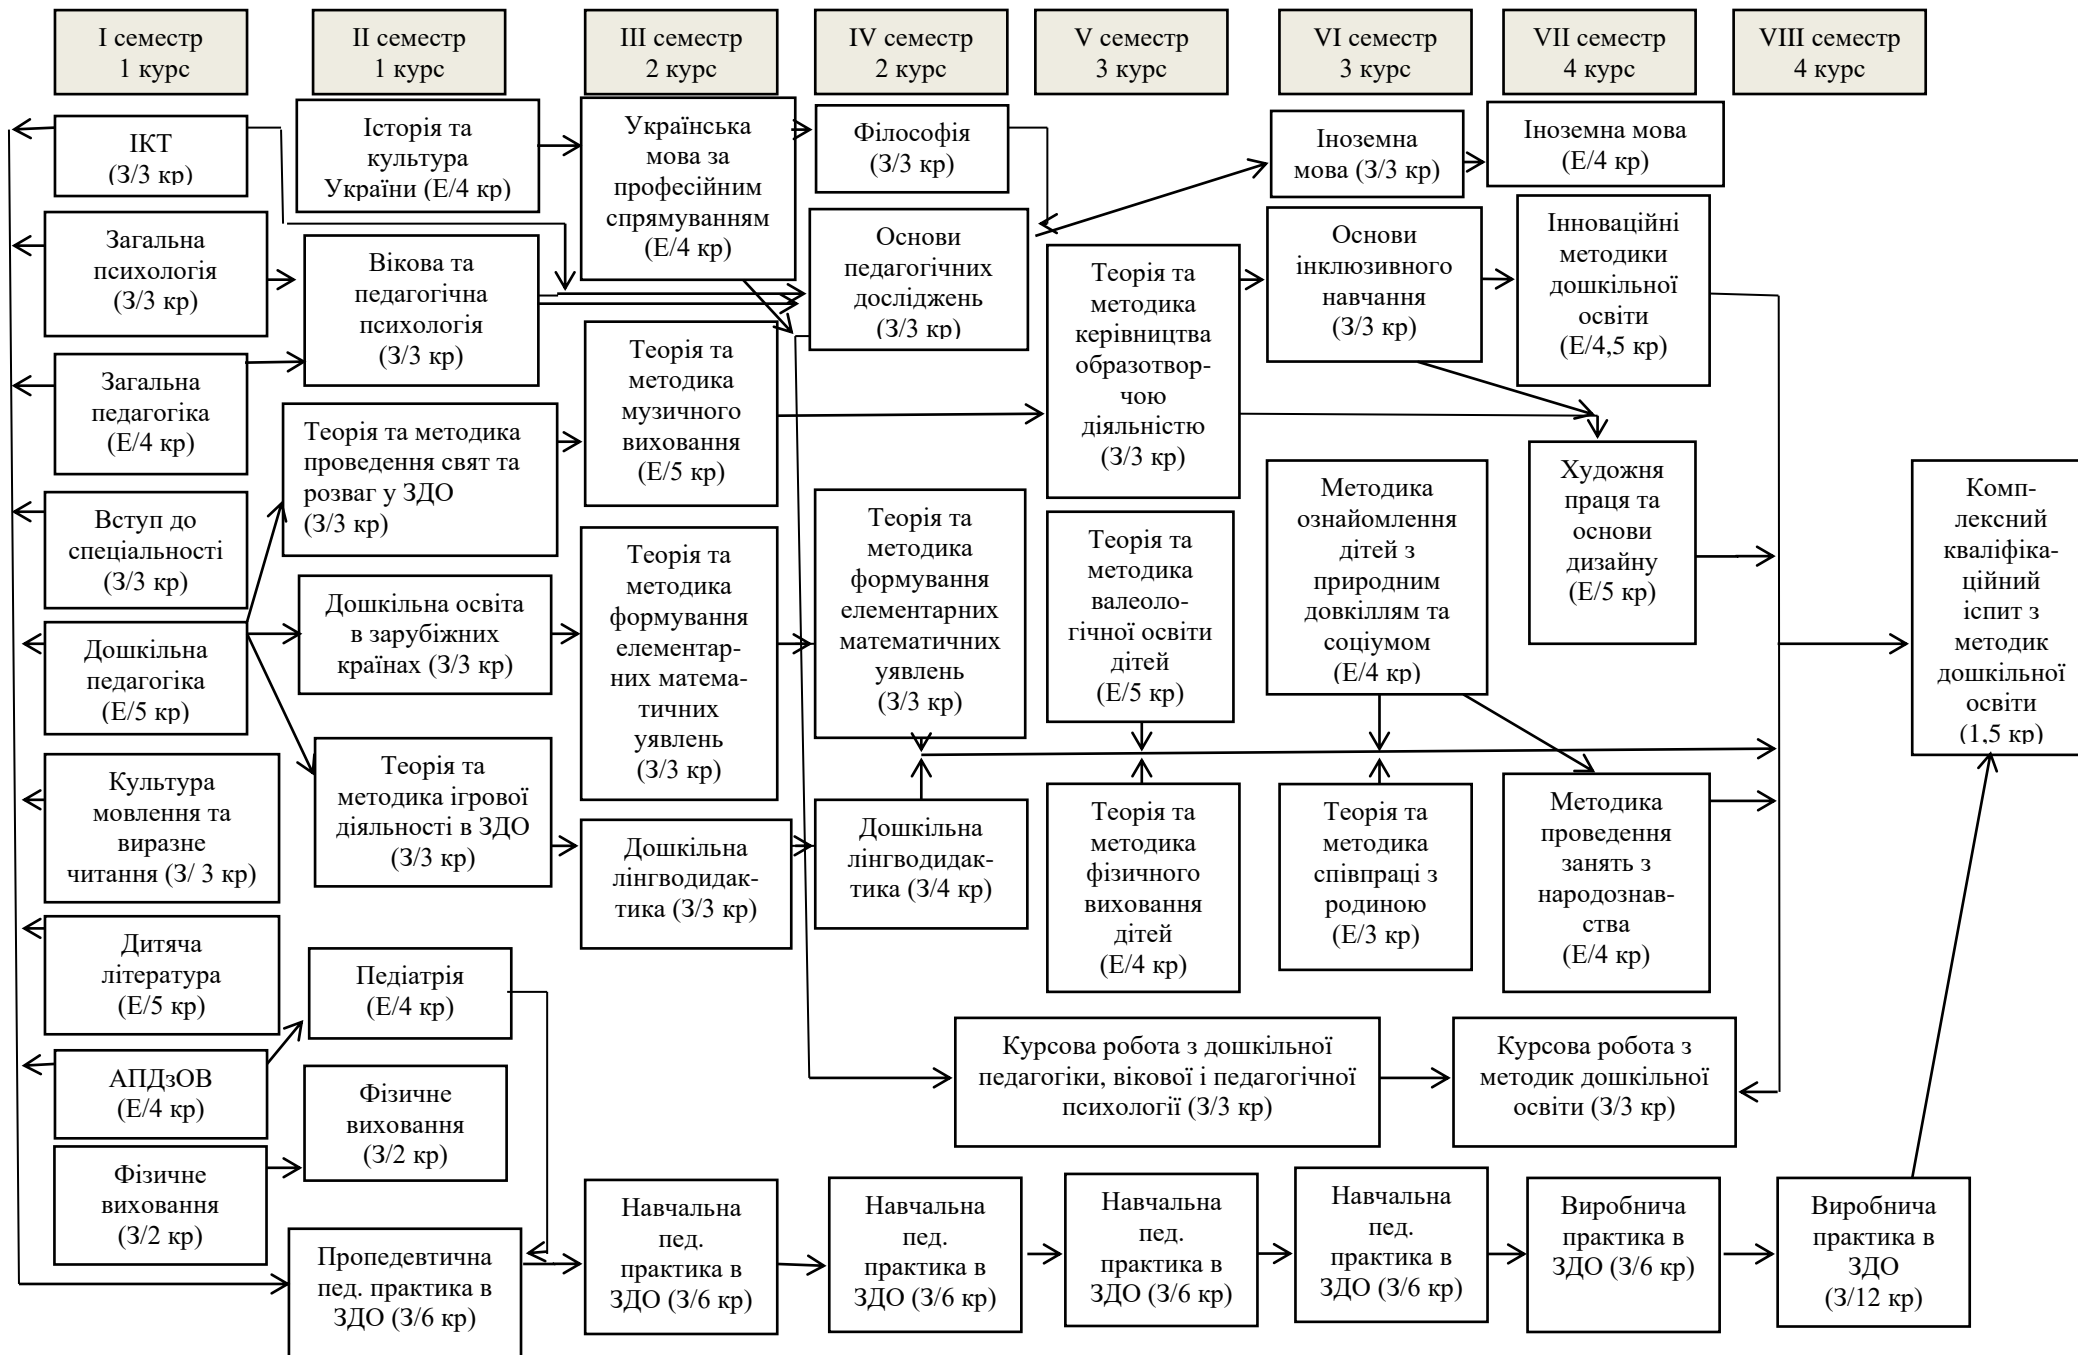 I семестр
1 курс
II семестр
1 курс
III семестр
2 курс
IV семестр
2 курс
V семестр
3 курс
VI семестр
3 курс
VII семестр
4 курс
VIII семестр
4 курс
ІКТ
(З/3 кр)
Загальна
психологія
(З/3 кр)
Загальна
педагогіка
(Е/4 кр)
Вступ до
спеціальності
(З/3 кр)
Дошкільна
педагогіка
(Е/5 кр)
Культура
мовлення та
виразне
читання (З/ 3 кр)
Дитяча
література
(Е/5 кр)
АПДзОВ
(Е/4 кр)
Фізичне
виховання
(З/2 кр)
Історія та
культура
України (Е/4 кр)
Вікова та
педагогічна
психологія
(З/3 кр)
Теорія та методика
проведення свят та
розваг у ЗДО
(З/3 кр)
Дошкільна освіта
в зарубіжних
країнах (З/3 кр)
Теорія та
методика ігрової
діяльності в ЗДО
(З/3 кр)
Педіатрія
(Е/4 кр)
Фізичне
виховання
(З/2 кр)
Пропедевтична
пед. практика в
ЗДО (З/6 кр)
Українська
мова за
професійним
спрямуванням
(Е/4 кр)
Теорія та
методика
музичного
виховання
(Е/5 кр)
Теорія та
методика
формування
елементар-
них матема-
тичних
уявлень
(З/3 кр)
Дошкільна
лінгводидак-
тика (З/3 кр)
Навчальна
пед.
практика в
ЗДО (З/6 кр)
Філософія
(З/3 кр)
Основи
педагогічних
досліджень
(З/3 кр)
Теорія та
методика
формування
елементарних
математичних
уявлень
(З/3 кр)
Дошкільна
лінгводидак-
тика (З/4 кр)
Навчальна
пед.
практика в
ЗДО (З/6 кр)
Теорія та
методика
керівництва
образотвор-
чою
діяльністю
(З/3 кр)
Теорія та
методика
валеоло-
гічної освіти
дітей
(Е/5 кр)
Теорія та
методика
фізичного
виховання
дітей
(Е/4 кр)
Курсова робота з дошкільної
педагогіки, вікової і педагогічної
психології (З/3 кр)
Навчальна
пед.
практика в
ЗДО (З/6 кр)
Іноземна
мова (З/3 кр)
Основи
інклюзивного
навчання
(З/3 кр)
Методика
ознайомлення
дітей з
природним
довкіллям та
соціумом
(Е/4 кр)
Теорія та
методика
співпраці з
родиною
(Е/3 кр)
Навчальна
пед.
практика в
ЗДО (З/6 кр)
Іноземна мова
(Е/4 кр)
Інноваційні
методики
дошкільної
освіти
(Е/4,5 кр)
Художня
праця та
основи
дизайну
(Е/5 кр)
Методика
проведення
занять з
народознав-
ства
(Е/4 кр)
Курсова робота з
методик дошкільної
освіти (З/3 кр)
Виробнича
практика в
ЗДО (З/6 кр)
Комп-
лексний
кваліфіка-
ційний
іспит з
методик
дошкільної
освіти
(1,5 кр)
Виробнича
практика в
ЗДО
(З/12 кр)